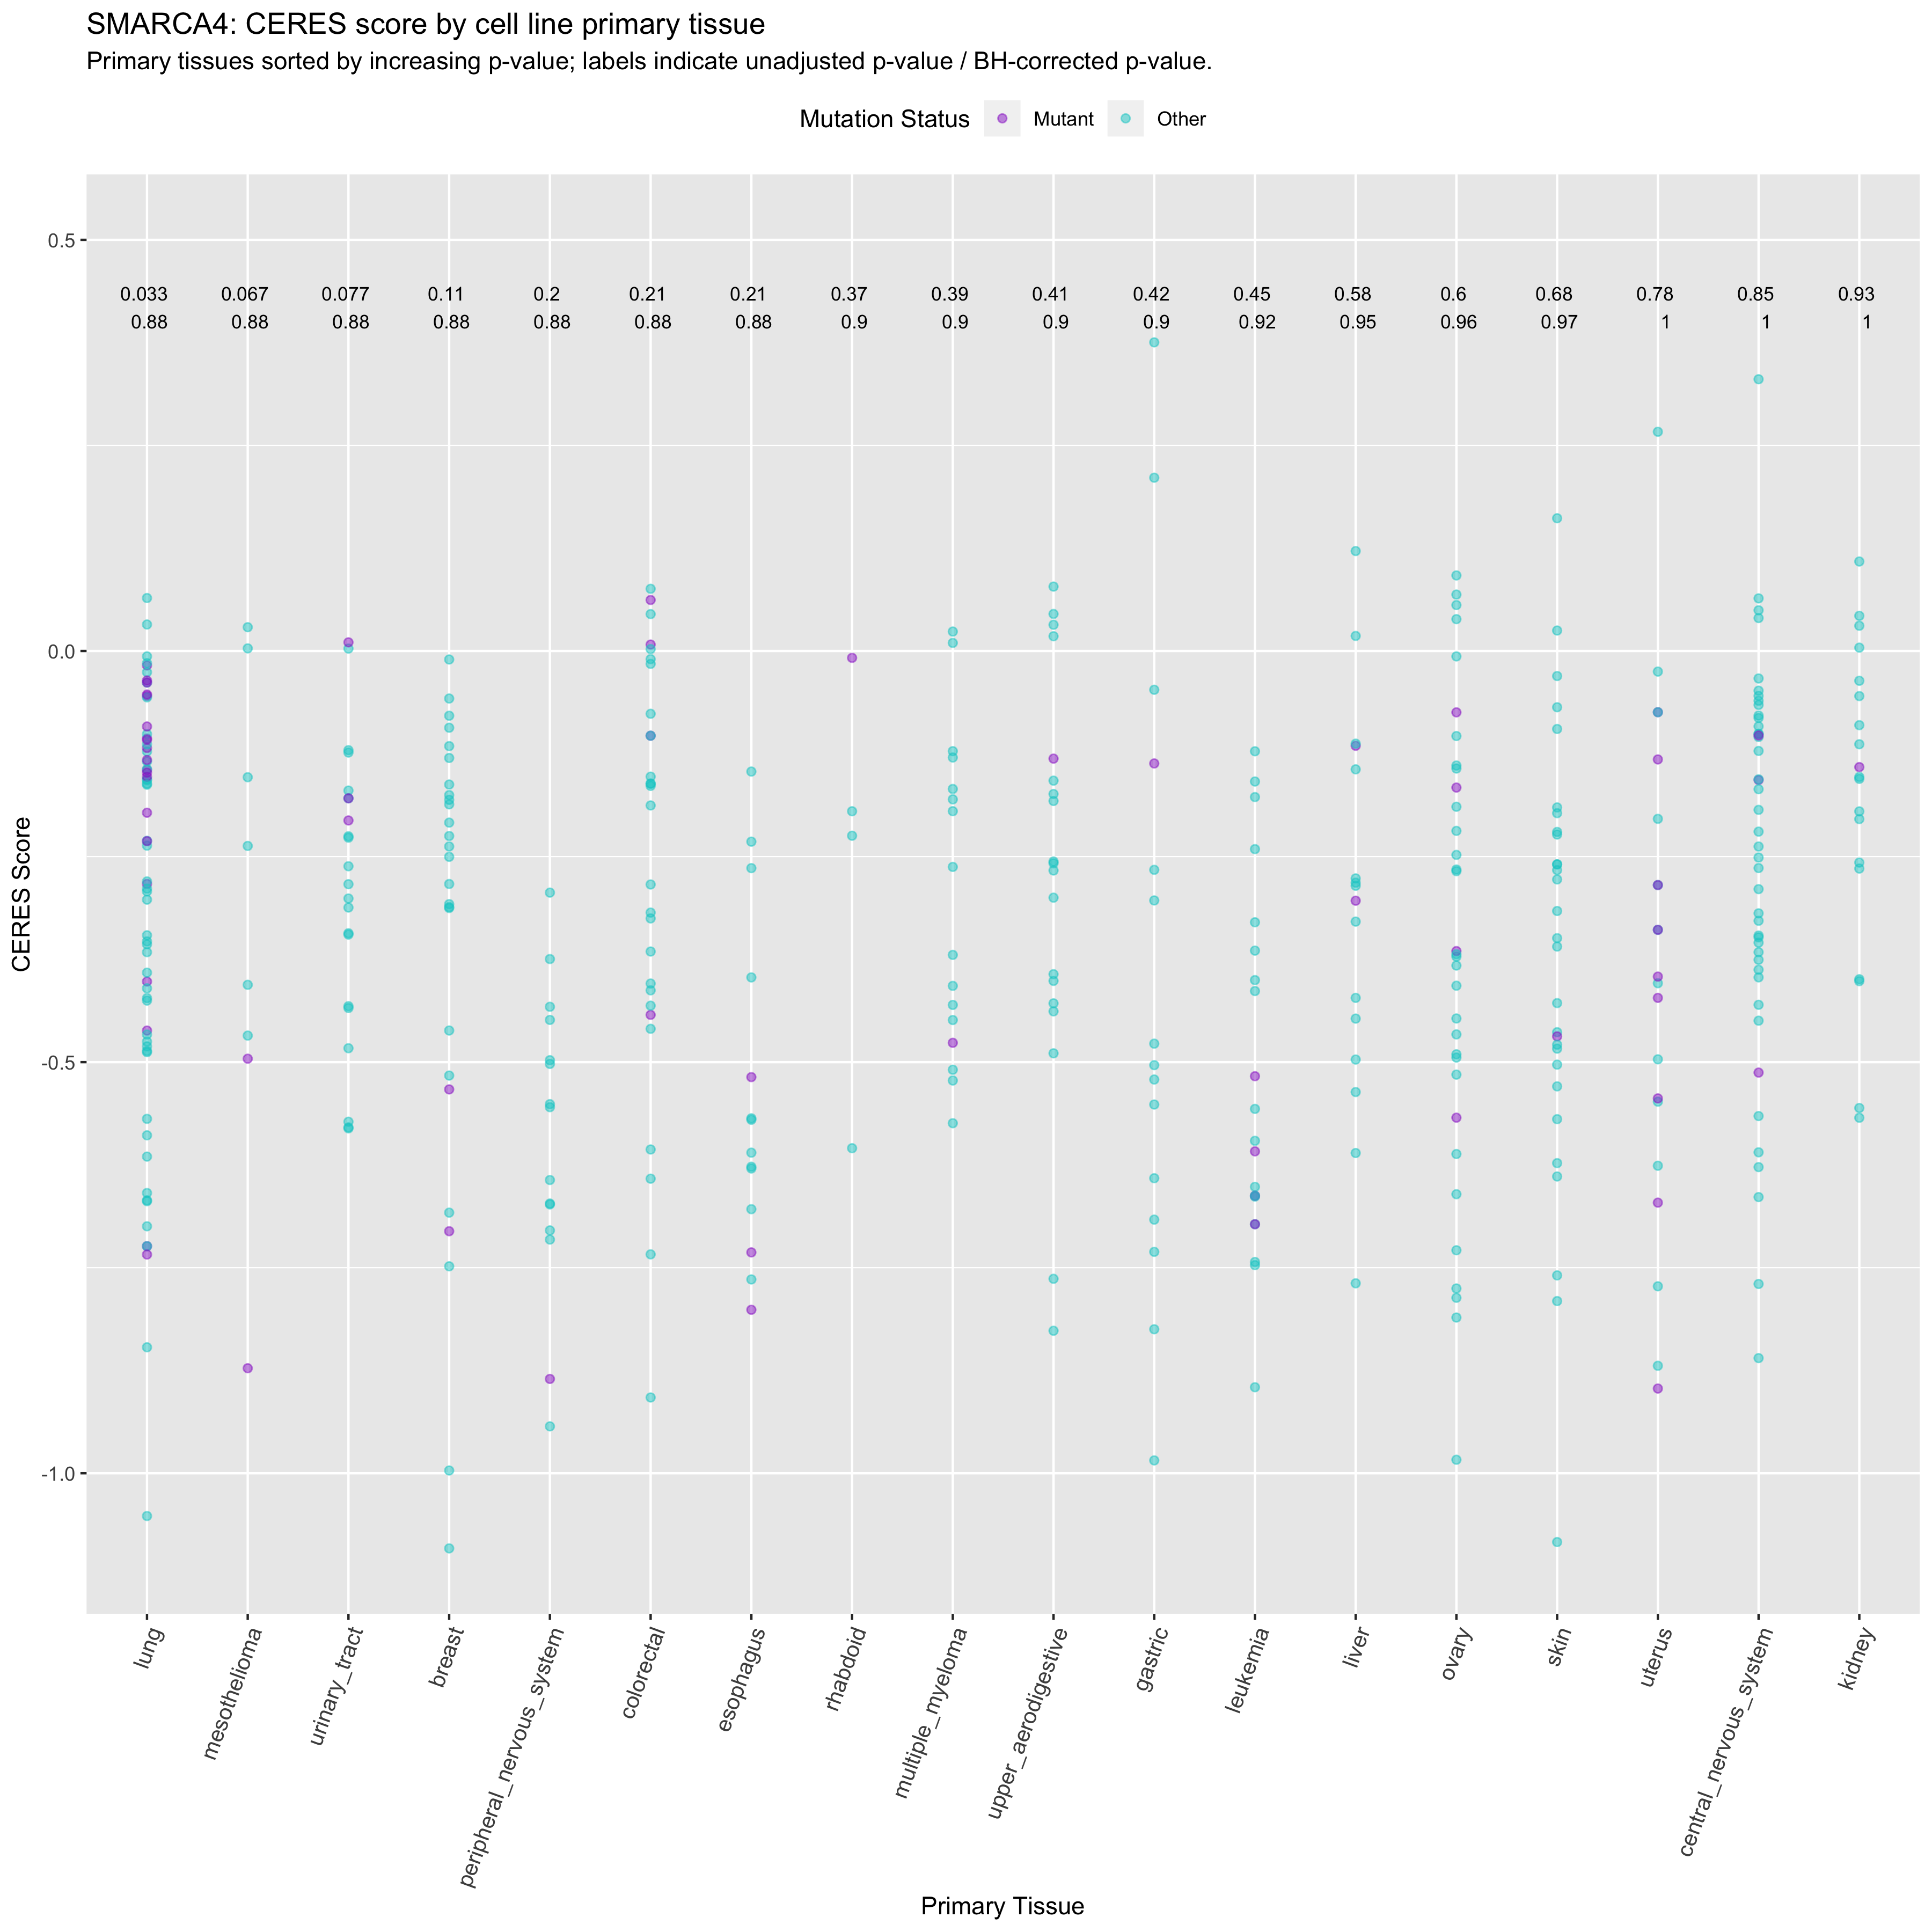 SMARCA4: CERES score by cell line primary tissue
Primary tissues sorted by increasing p-value; labels indicate unadjusted p-value / BH-corrected p-value.
Mutation Status Mutant Other
0.5
0.033 0.067 0.077 0.11 0.2 0.21 0.21 0.37 0.39 0.41 0.42 0.45 0.58 0.6 0.68 0.78 0.85 0.93
0.88 0.88 0.88 0.88 0.88 0.88 0.88 0.9 0.9 0.9 0.9 0.92 0.95 0.96 0.97 1 1 1
0.0
CERES Score
-0.5
-1.0
lung mesothelioma urinary_tract breast peripheral_nervous_system colorectal esophagus rhabdoid multiple_myeloma upper_aerodigestive gastric leukemia liver ovary skin uterus central_nervous_system kidney
Primary Tissue